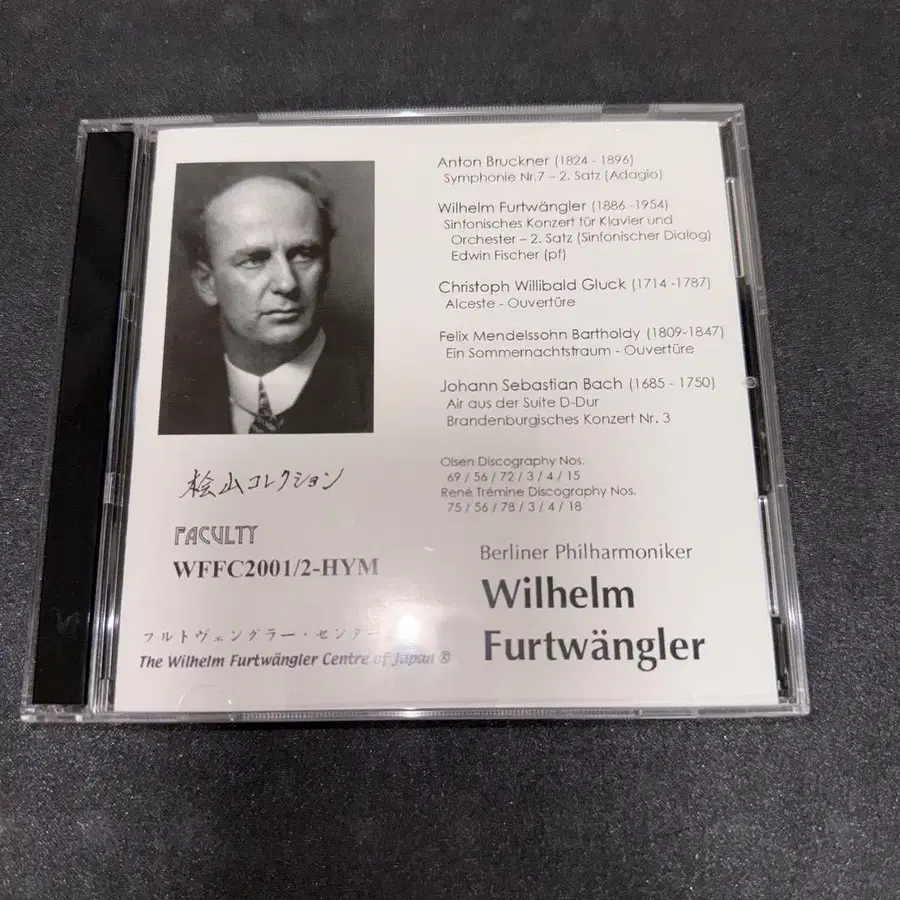 Anton Bruckner (1824 - 1896)
Symphonie Nr.7 – 2. Satz (Adagio)
Wilhelm Furtwängler (1886 -1954)
Sinfonisches Konzert für Klavier und
Orchester – 2. Satz (Sinfonischer Dialog)
Edwin Fischer (pf)
Christoph Willibald Gluck (1714 -1787)
Alceste - Ouvertüre
Felix Mendelssohn Bartholdy (1809-1847)
Ein Sommernachtstraum - Ouvertüre
Johann Sebastian Bach (1685 - 1750)
Air aus der Suite D-Dur
Brandenburgisches Konzert Nr. 3
Olsen Discography Nos.
69 / 56 / 72 / 3 / 4 / 15
René Trémine Discography Nos.
75 / 56 / 78 / 3 / 4 / 18
桧山コレクション
FACULTY
WFFC2001/2-HYM
フルトヴェングラー・センター
The Wilhelm Furtwängler Centre of Japan ®
Berliner Philharmoniker
Wilhelm
Furtwängler